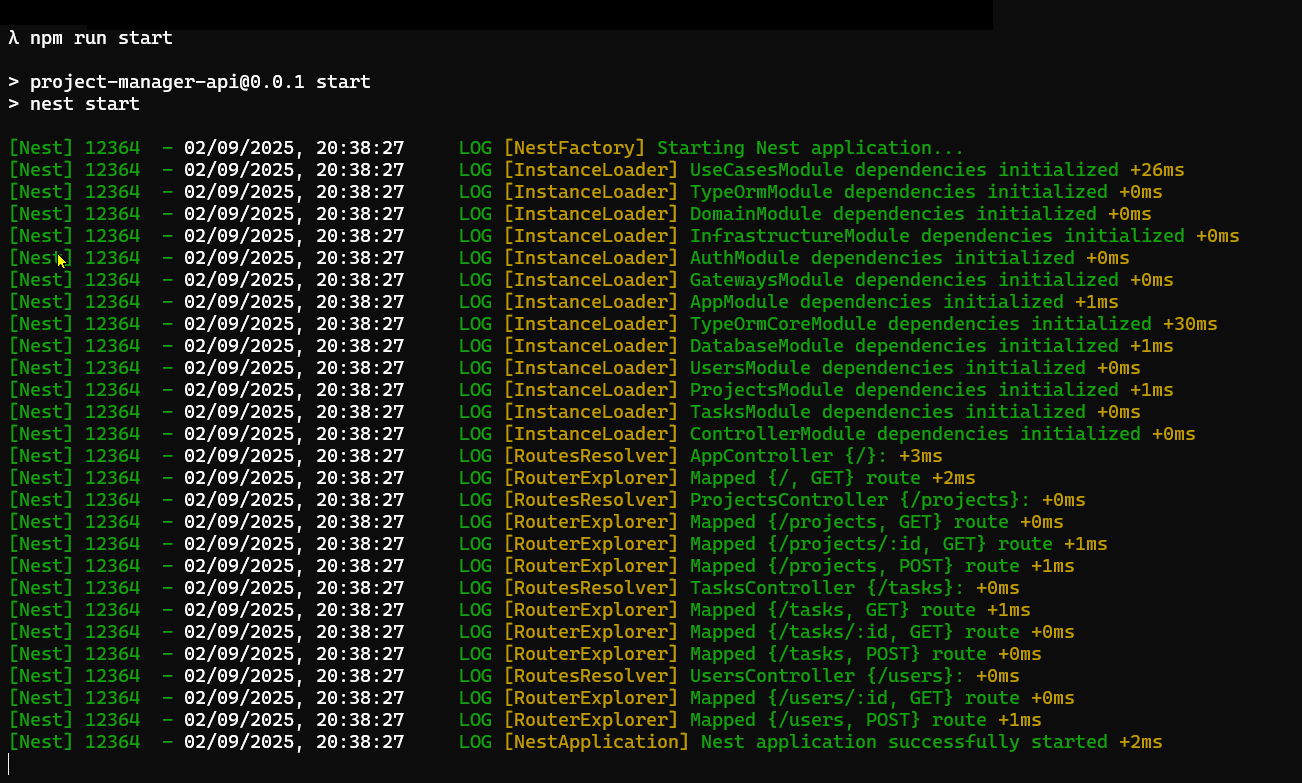 λ npm run start
> project-manager-api@0.0.1 start
> nest start
[Nest] 12364  - 02/09/2025, 20:38:27     LOG [NestFactory] Starting Nest application...
[Nest] 12364  - 02/09/2025, 20:38:27     LOG [InstanceLoader] UseCasesModule dependencies initialized +26ms
[Nest] 12364  - 02/09/2025, 20:38:27     LOG [InstanceLoader] TypeOrmModule dependencies initialized +0ms
[Nest] 12364  - 02/09/2025, 20:38:27     LOG [InstanceLoader] DomainModule dependencies initialized +0ms
[Nest] 12364  - 02/09/2025, 20:38:27     LOG [InstanceLoader] InfrastructureModule dependencies initialized +0ms
[Nest] 12364  - 02/09/2025, 20:38:27     LOG [InstanceLoader] AuthModule dependencies initialized +0ms
[Nest] 12364  - 02/09/2025, 20:38:27     LOG [InstanceLoader] GatewaysModule dependencies initialized +0ms
[Nest] 12364  - 02/09/2025, 20:38:27     LOG [InstanceLoader] AppModule dependencies initialized +1ms
[Nest] 12364  - 02/09/2025, 20:38:27     LOG [InstanceLoader] TypeOrmCoreModule dependencies initialized +30ms
[Nest] 12364  - 02/09/2025, 20:38:27     LOG [InstanceLoader] DatabaseModule dependencies initialized +1ms
[Nest] 12364  - 02/09/2025, 20:38:27     LOG [InstanceLoader] UsersModule dependencies initialized +0ms
[Nest] 12364  - 02/09/2025, 20:38:27     LOG [InstanceLoader] ProjectsModule dependencies initialized +1ms
[Nest] 12364  - 02/09/2025, 20:38:27     LOG [InstanceLoader] TasksModule dependencies initialized +0ms
[Nest] 12364  - 02/09/2025, 20:38:27     LOG [InstanceLoader] ControllerModule dependencies initialized +0ms
[Nest] 12364  - 02/09/2025, 20:38:27     LOG [RoutesResolver] AppController {/}: +3ms
[Nest] 12364  - 02/09/2025, 20:38:27     LOG [RouterExplorer] Mapped {/, GET} route +2ms
[Nest] 12364  - 02/09/2025, 20:38:27     LOG [RoutesResolver] ProjectsController {/projects}: +0ms
[Nest] 12364  - 02/09/2025, 20:38:27     LOG [RouterExplorer] Mapped {/projects, GET} route +0ms
[Nest] 12364  - 02/09/2025, 20:38:27     LOG [RouterExplorer] Mapped {/projects/:id, GET} route +1ms
[Nest] 12364  - 02/09/2025, 20:38:27     LOG [RouterExplorer] Mapped {/projects, POST} route +1ms
[Nest] 12364  - 02/09/2025, 20:38:27     LOG [RoutesResolver] TasksController {/tasks}: +0ms
[Nest] 12364  - 02/09/2025, 20:38:27     LOG [RouterExplorer] Mapped {/tasks, GET} route +1ms
[Nest] 12364  - 02/09/2025, 20:38:27     LOG [RouterExplorer] Mapped {/tasks/:id, GET} route +0ms
[Nest] 12364  - 02/09/2025, 20:38:27     LOG [RouterExplorer] Mapped {/tasks, POST} route +0ms
[Nest] 12364  - 02/09/2025, 20:38:27     LOG [RoutesResolver] UsersController {/users}: +0ms
[Nest] 12364  - 02/09/2025, 20:38:27     LOG [RouterExplorer] Mapped {/users/:id, GET} route +0ms
[Nest] 12364  - 02/09/2025, 20:38:27     LOG [RouterExplorer] Mapped {/users, POST} route +1ms
[Nest] 12364  - 02/09/2025, 20:38:27     LOG [NestApplication] Nest application successfully started +2ms